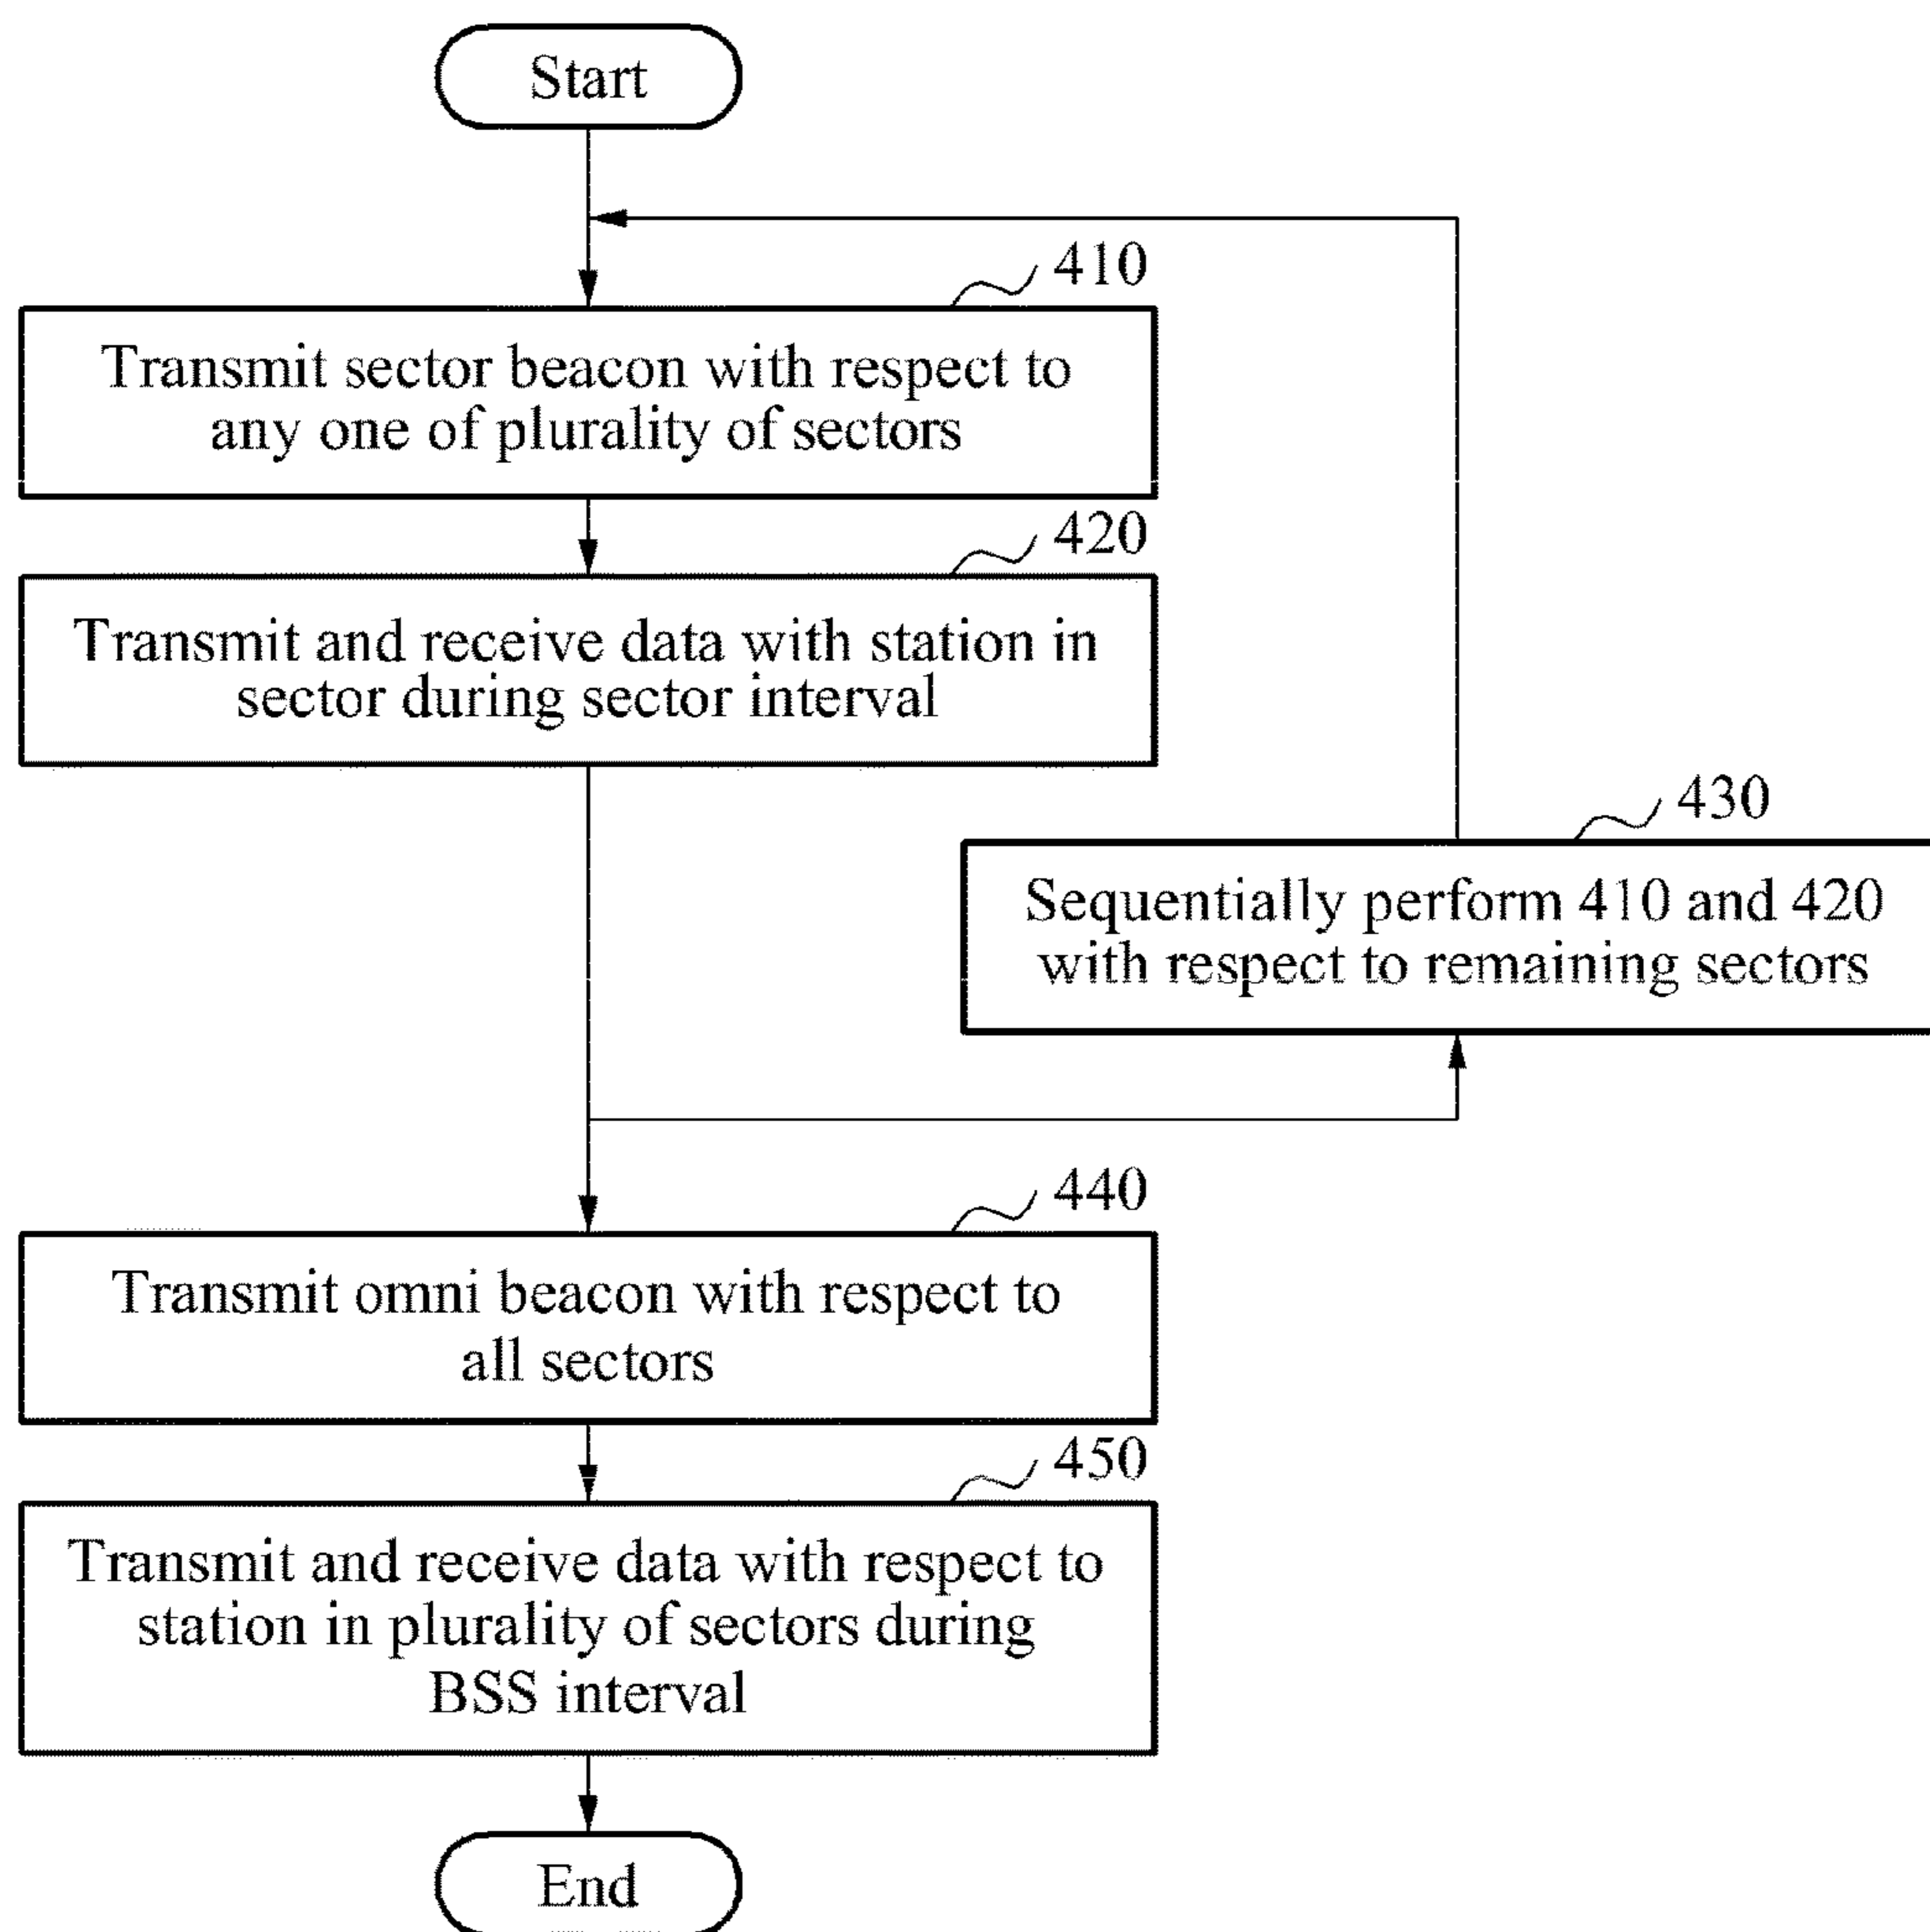 Start
410
Transmit sector beacon with respect to
any one of plurality of sectors
420
Transmit and receive data with station in
sector during sector interval
430
Sequentially perform 410 and 420
with respect to remaining sectors
440
Transmit omni beacon with respect to
all sectors
450
Transmit and receive data with respect to
station in plurality of sectors during
BSS interval
End